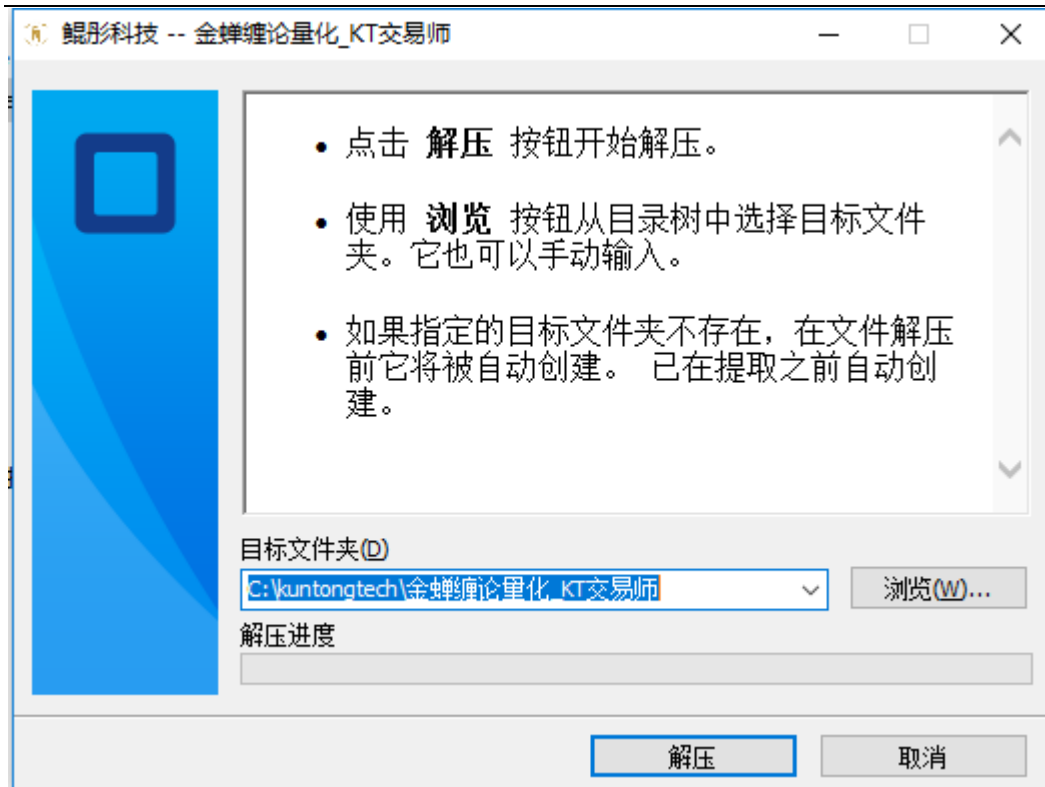 鲲彤科技 -- 金蝉缠论量化_KT交易师
点击 解压 按钮开始解压。
使用 浏览 按钮从目录树中选择目标文件
夹。它也可以手动输入。
如果指定的目标文件夹不存在，在文件解压
前它将被自动创建。 已在提取之前自动创
建。
目标文件夹(D)
C:\kuntongtech\金蝉缠论量化_KT交易师
浏览(W)...
解压进度
解压
取消